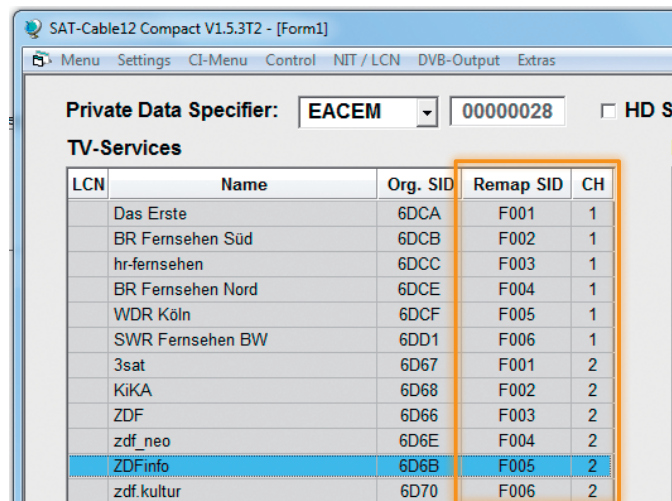 SAT-Cable12 Compact V1.5.3T2 - [Form1]
Menu Settings CI-Menu Control NIT / LCN DVB-Output Extras
Private Data Specifier: EACEM 00000028 HD S
TV-Services
LCN Name Org. SID Remap SID CH
Das Erste 6DCA F001 1
BR Fernsehen Süd 6DCB F002 1
hr-fernsehen 6DCC F003 1
BR Fernsehen Nord 6DCE F004 1
WDR Köln 6DCF F005 1
SWR Fernsehen BW 6DD1 F006 1
3sat 6D67 F001 2
KiKA 6D68 F002 2
ZDF 6D66 F003 2
zdf_neo 6D6E F004 2
ZDFinfo 6D6B F005 2
zdf.kultur 6D70 F006 2